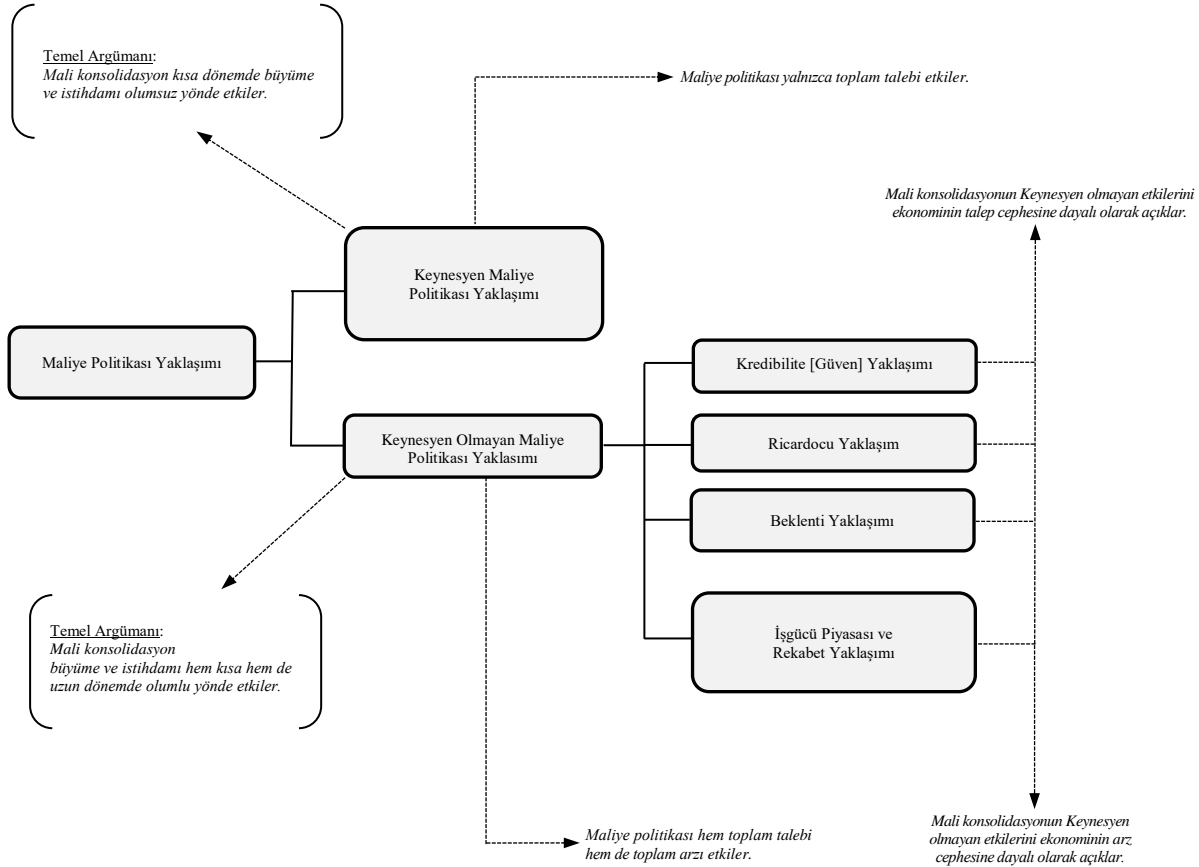 Temel Argümanı:
Mali konsolidasyon kısa dönemde büyüme
ve istihdamı olumsuz yönde etkiler.
Maliye politikası yalnızca toplam talebi etkiler.
Mali konsolidasyonun Keynesyen olmayan etkilerini
ekonominin talep cephesine dayalı olarak açıklar.
Keynesyen Maliye
Politikası Yaklaşımı
Maliye Politikası Yaklaşımı
Kredibilite [Güven] Yaklaşımı
Keynesyen Olmayan Maliye
Politikası Yaklasımı
Ricardocu Yaklaşım
Beklenti Yaklaşımı
İşgücü Piyasası ve
Rekabet Yaklaşımı
Temel Argümanı:
Mali konsolidasyon
büyüme ve istihdamı hem kısa hem de
uzun dönemde olumlu yönde etkiler.
Maliye politikası hem toplam talebi
hem de toplam arzı etkiler.
Mali konsolidasyonun Keynesyen
olmayan etkilerini ekonominin arz
cephesine dayalı olarak açıklar.